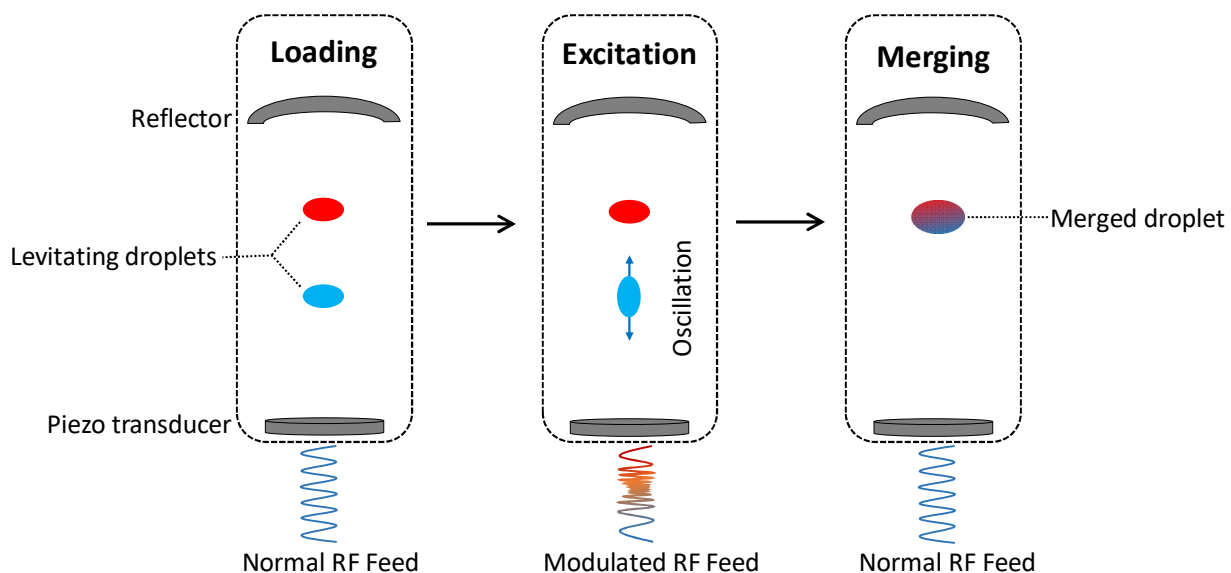 Loading
Excitation
Merging
Reflector
Levitating droplets
Oscillation
Merged droplet
Piezo transducer
Normal RF Feed
Modulated RF Feed
Normal RF Feed